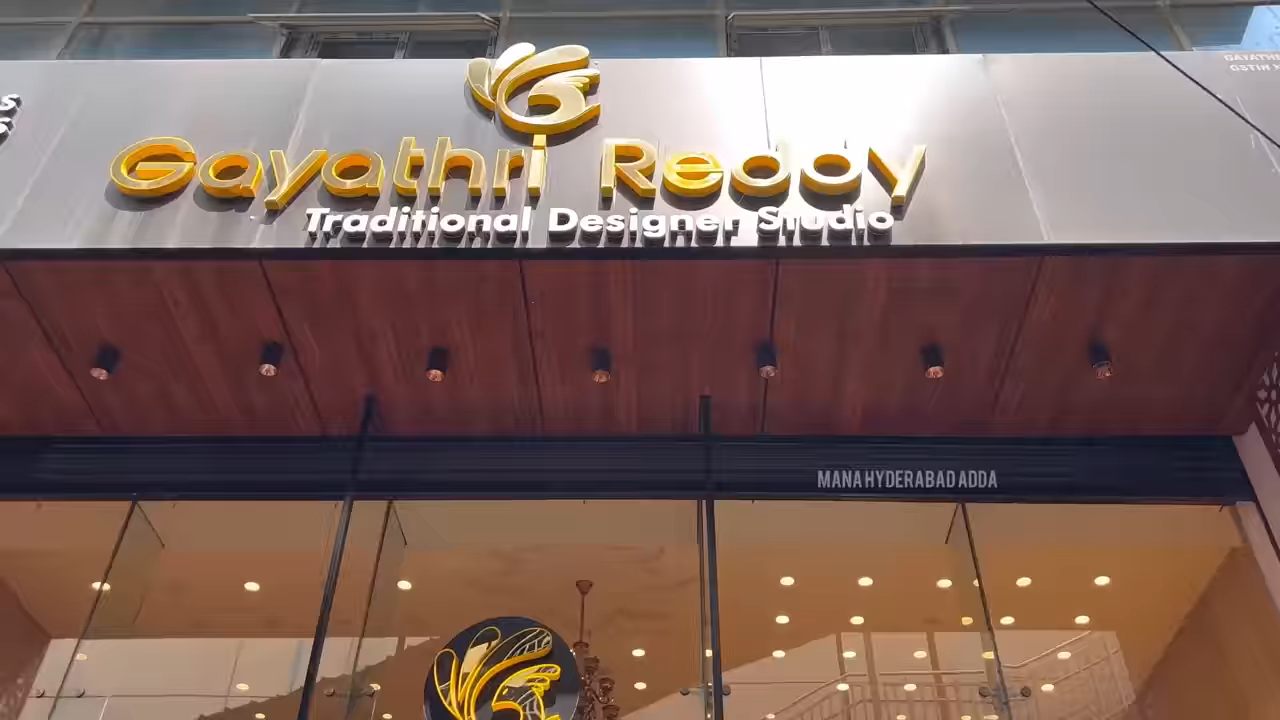 Gayathri Reddy
Traditional Designer Studio
MANA HYDERABAD ADDA